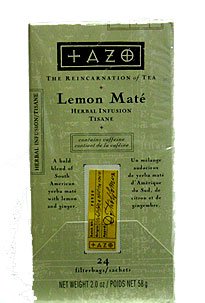 TAZO
THE REINCARNATION of TEA
Lemon Maté
HERBAL INFUSION
TISANE
contains caffeine
contient de la caféine
A bold
blend of
South
American
yerba maté
with lemon
and ginger.
Un mélange
audacieux
de yerba maté
d'Amérique
du Sud, de
citron et de
gingembre.
TAZO
24
filterbags/sachets
NET WEIGHT 2.0 oz / POIDS NET 58 g
HERBAL INFUSION/TISANE